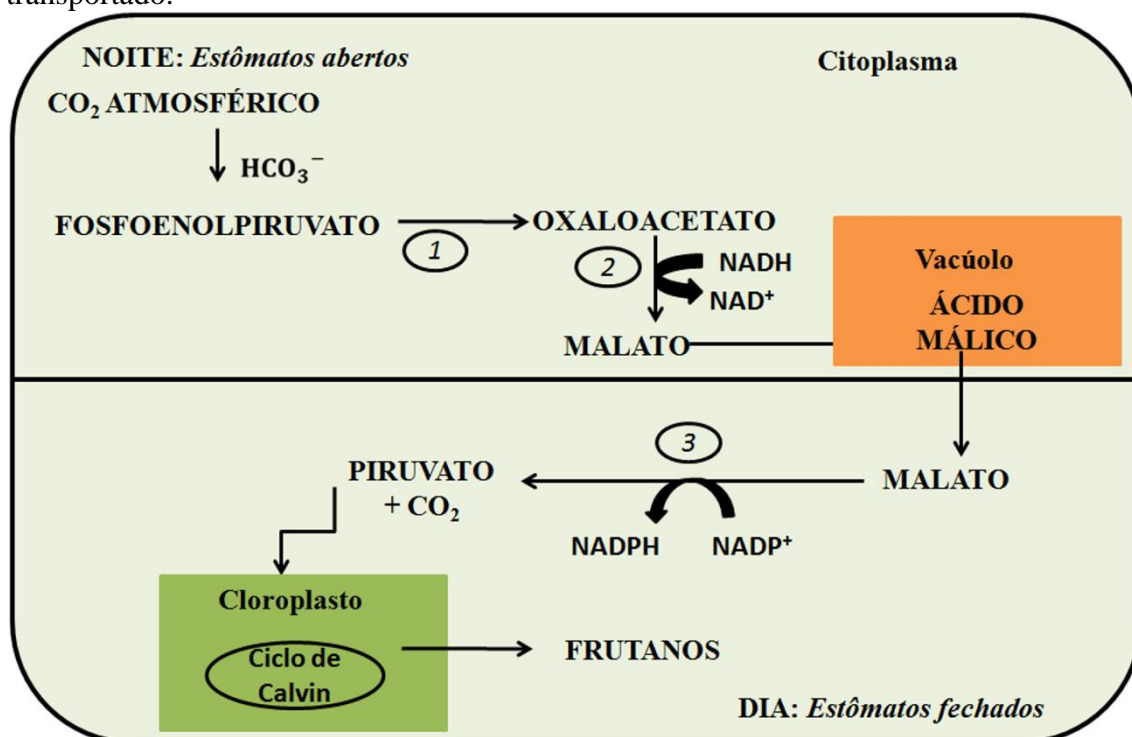 transportado.
NOITE: Estômatos abertos
Citoplasma
CO₂ ATMOSFÉRICO
HCO₃⁻
FOSFOENOLPIRUVATO
OXALOACETATO
1
2
NADH
NAD⁺
MALATO
Vacúolo
ÁCIDO
MÁLICO
3
PIRUVATO
+ CO₂
MALATO
NADPH
NADP⁺
Cloroplasto
Ciclo de
Calvin
FRUTANOS
DIA: Estômatos fechados